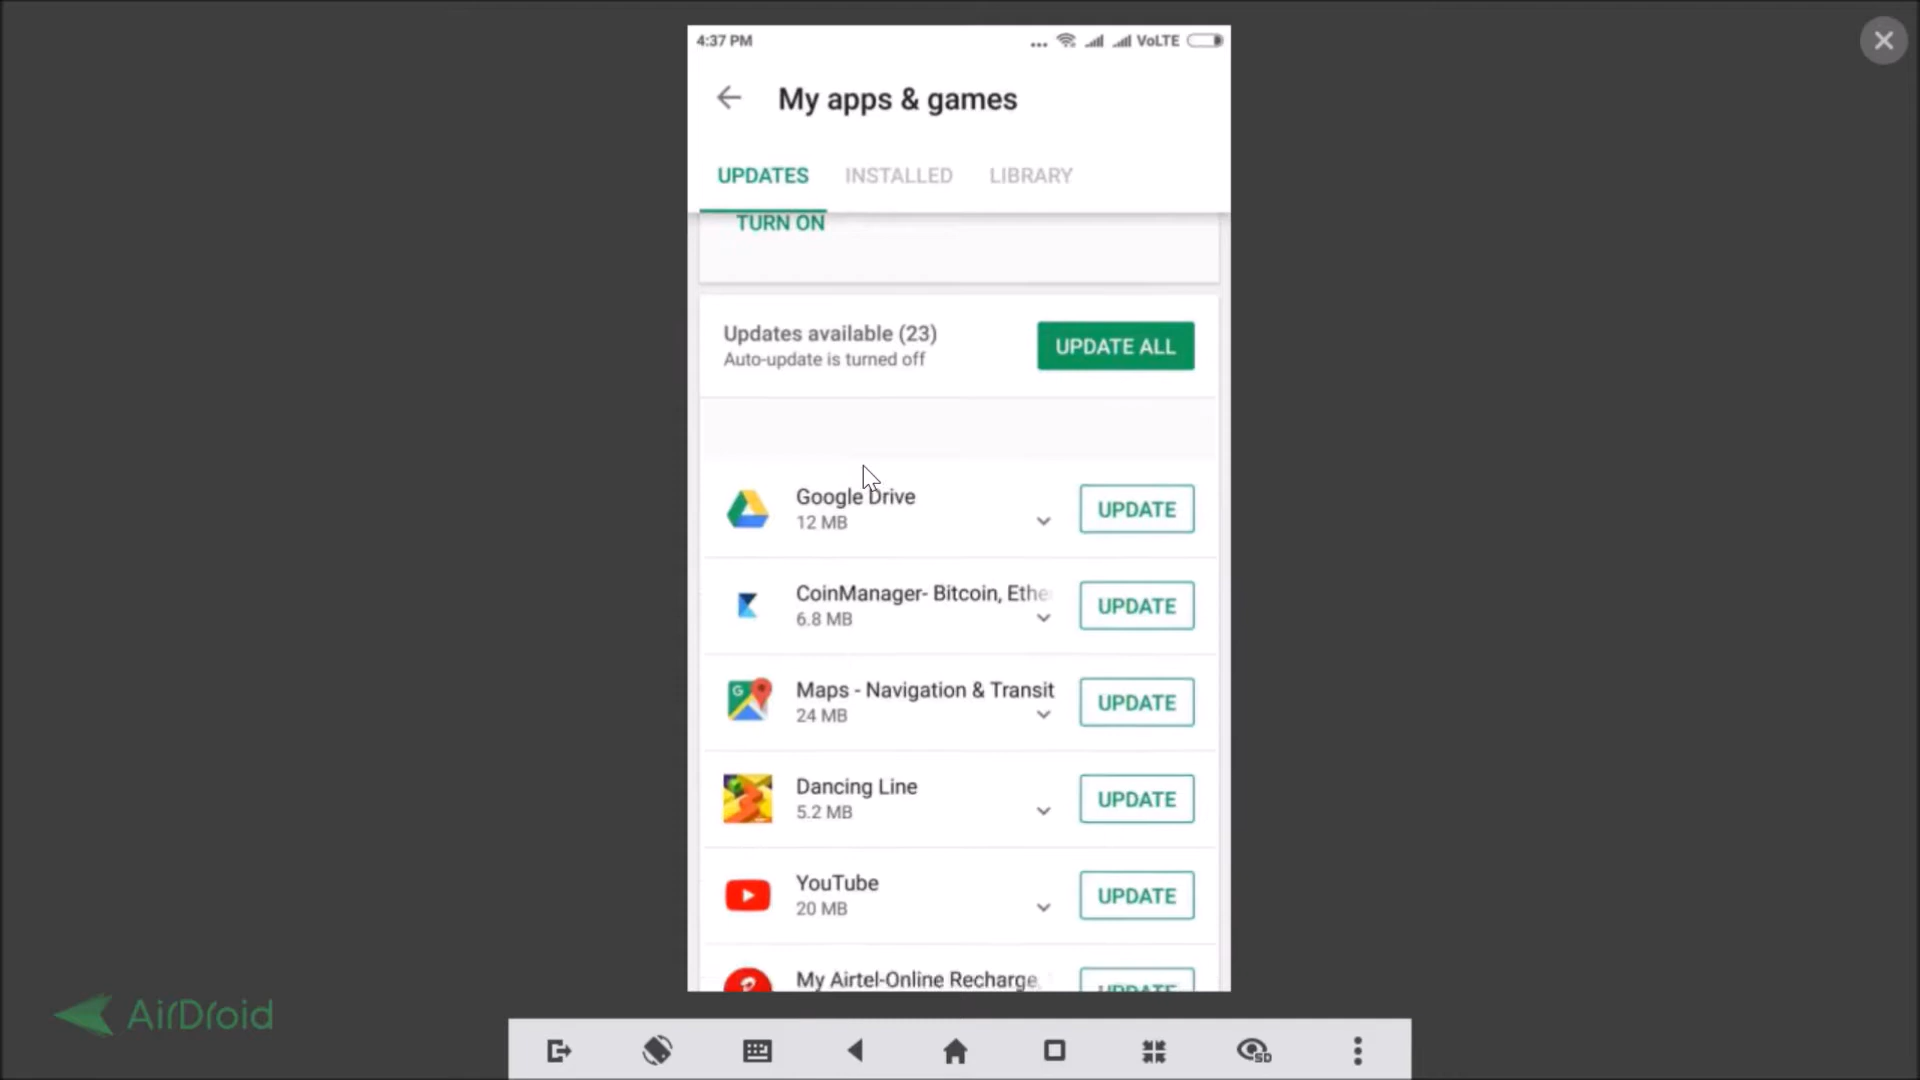 4:37 PM
... VoLTE
My apps & games
UPDATES INSTALLED LIBRARY
TURN ON
Updates available (23)
Auto-update is turned off
UPDATE ALL
Google Drive
12 MB
UPDATE
CoinManager- Bitcoin, Ethe
6.8 MB
UPDATE
Maps - Navigation & Transit
24 MB
UPDATE
Dancing Line
5.2 MB
UPDATE
YouTube
20 MB
UPDATE
My Airtel-Online Recharge,
UPDATE
AirDroid
SD